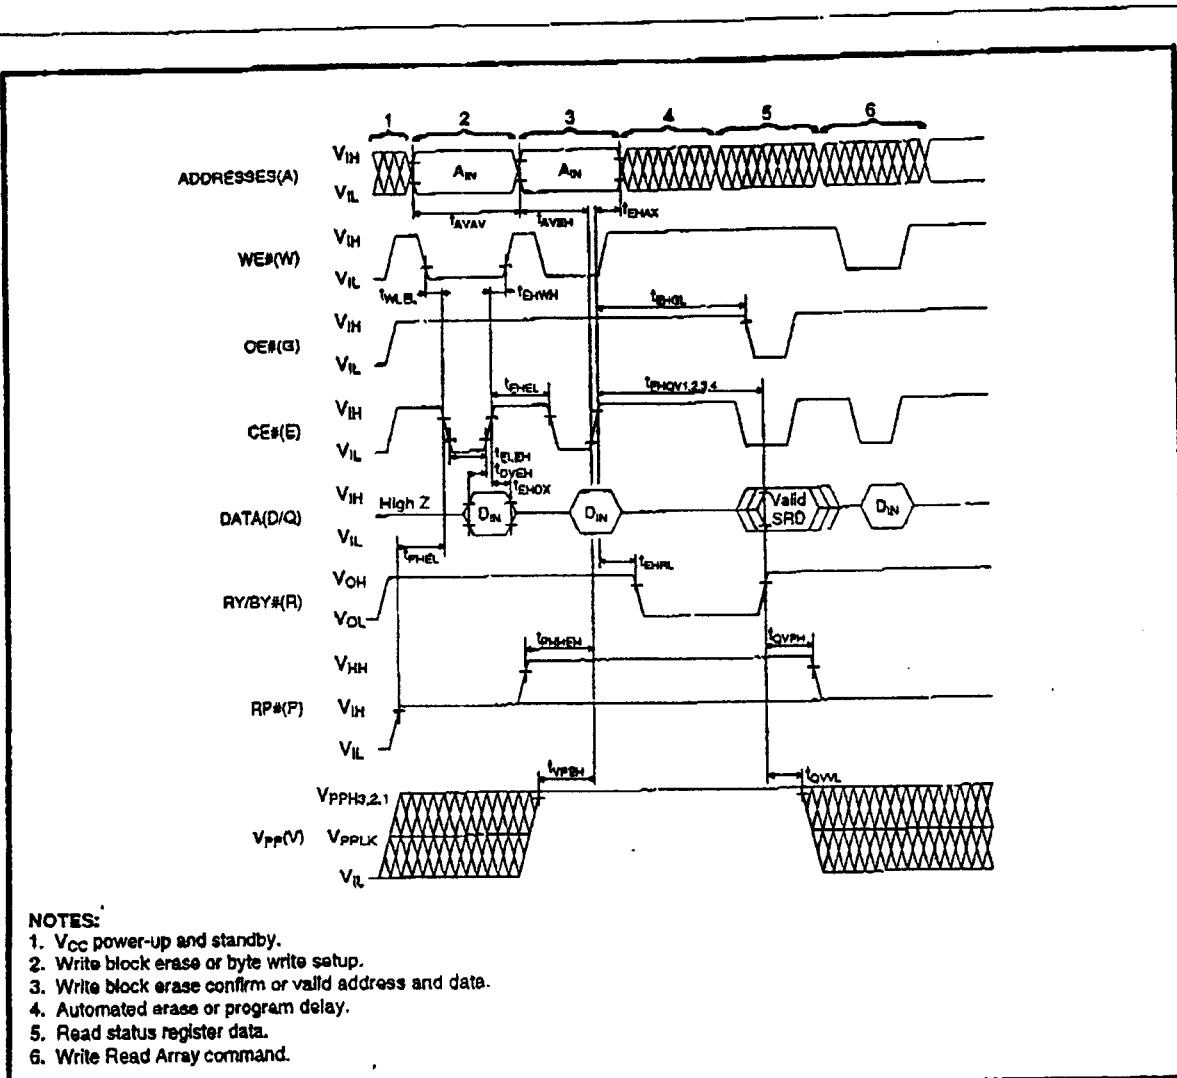 1 2 3 4 5 6
ADDRESSES(A) VIH VIL AIN AIN
tAVAV tAVEH tEHAX
WE#(W) VIH VIL
tWLEL tEHWH tEHGL
OE#(G) VIH VIL
tEHEL tEHQV1,2,3,4
CE#(E) VIH VIL
tELEH
tDVEH
tEHDX
DATA(D/Q) VIH VIL High Z DIN DIN Valid SRD DIN
tPHEL tEHRL
RY/BY#(R) VOH VOL
tPHHEH tQVPH
RP#(P) VHH VIH VIL
tVPEH tQVVL
VPP(V) VPPH3,2,1 VPPLK VIL
NOTES:
1. VCC power-up and standby.
2. Write block erase or byte write setup.
3. Write block erase confirm or valid address and data.
4. Automated erase or program delay.
5. Read status register data.
6. Write Read Array command.